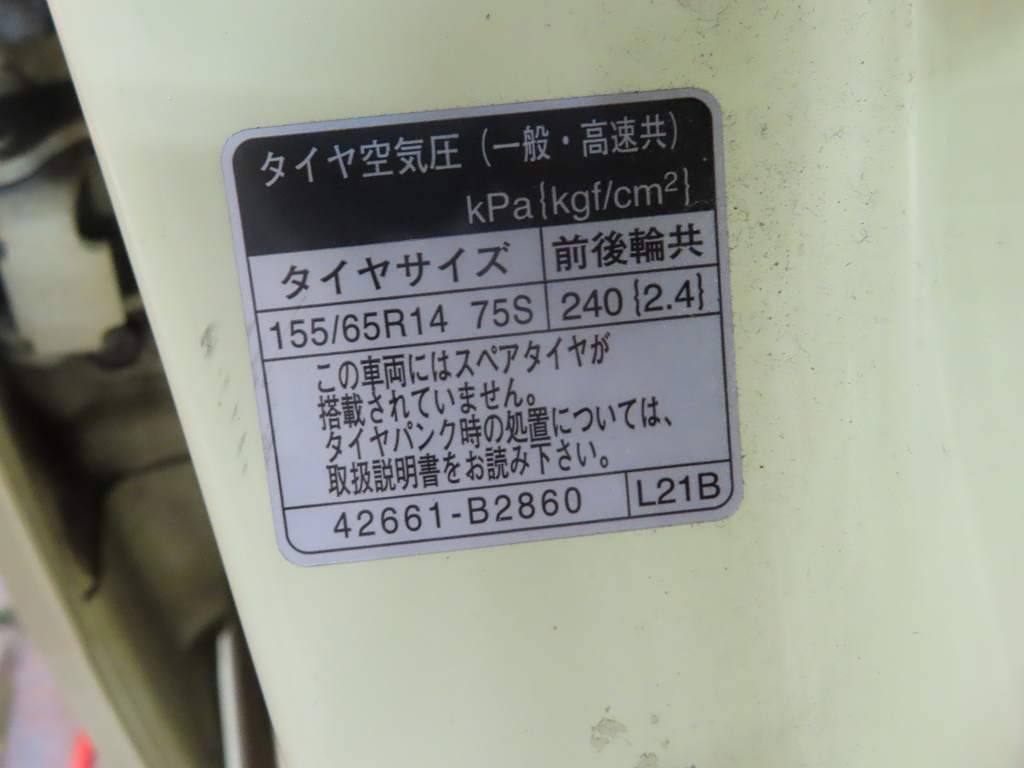 タイヤ空気圧（一般・高速共）
kPa{kgf/cm²}
タイヤサイズ 前後輪共
155/65R14 75S 240{2.4}
この車両にはスペアタイヤが
搭載されていません。
タイヤパンク時の処置については、
取扱説明書をお読み下さい。
42661-B2860 L21B